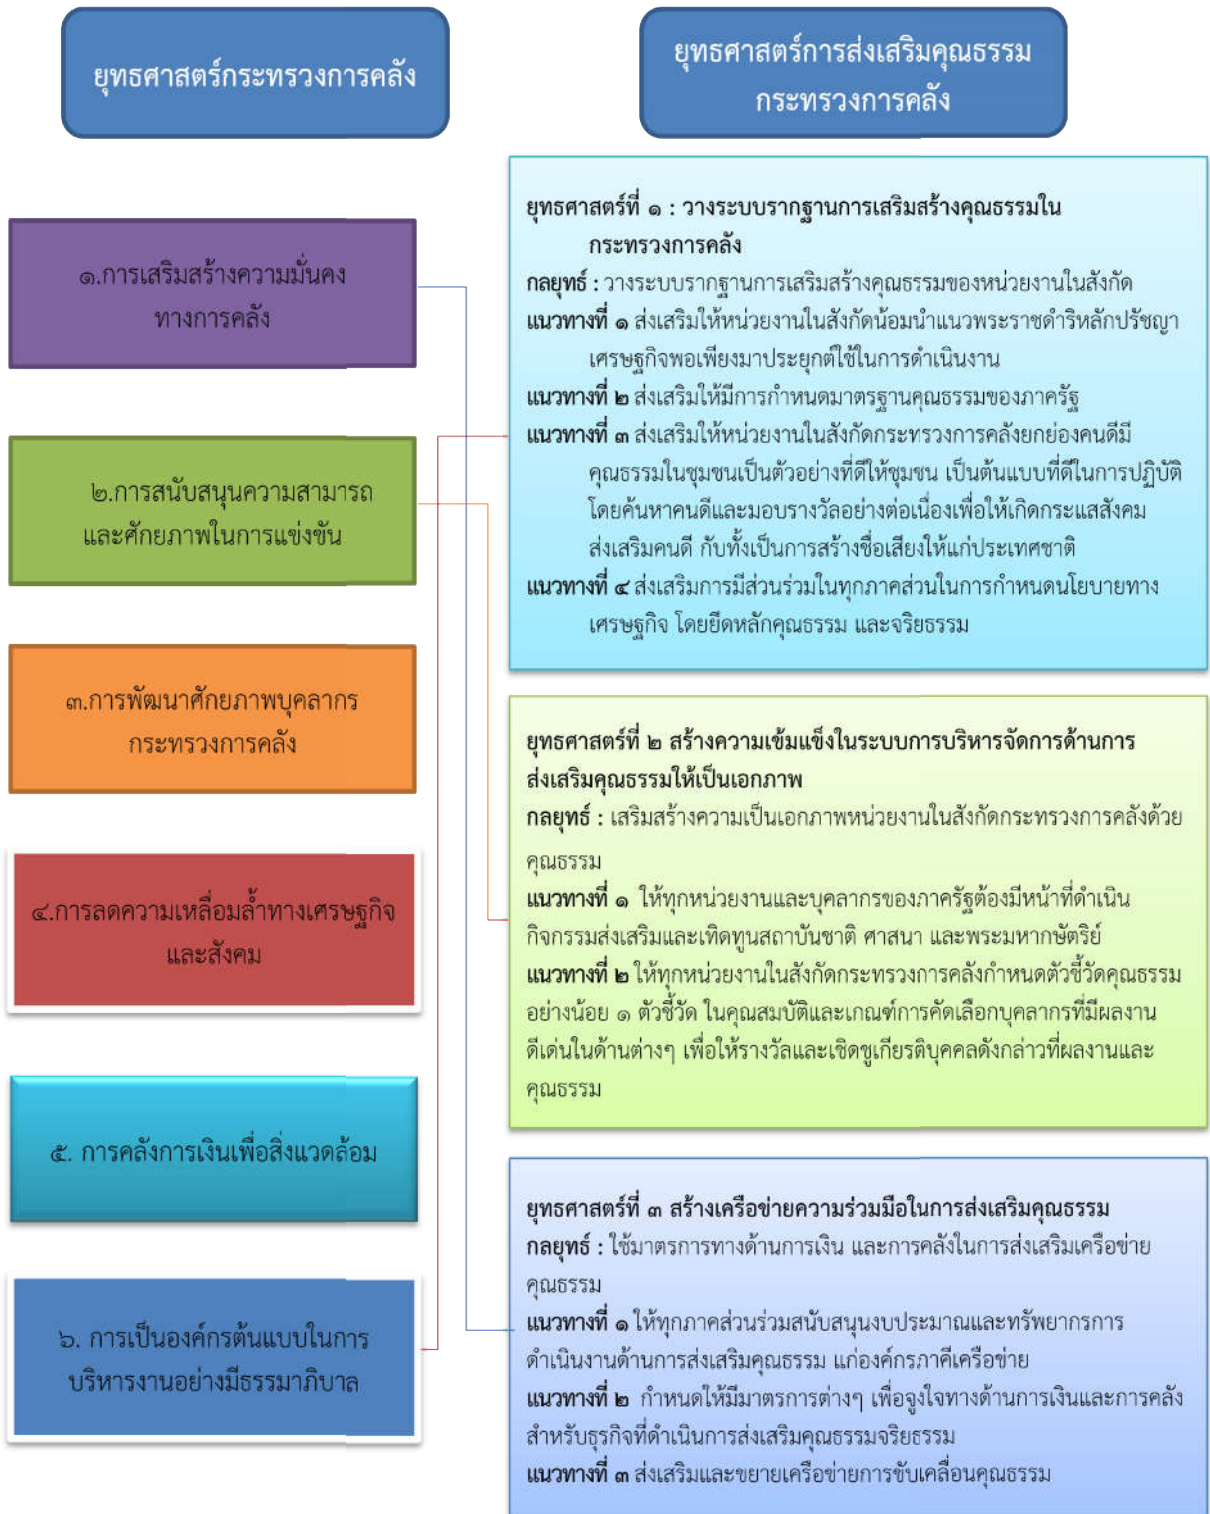 ยุทธศาสตร์กระทรวงการคลัง
ยุทธศาสตร์การส่งเสริมคุณธรรม
กระทรวงการคลัง
๑.การเสริมสร้างความมั่นคง
ทางการคลัง
๒.การสนับสนุนความสามารถ
และศักยภาพในการแข่งขัน
๓.การพัฒนาศักยภาพบุคลากร
กระทรวงการคลัง
๔.การลดความเหลื่อมล้ำทางเศรษฐกิจ
และสังคม
๕. การคลังการเงินเพื่อสิ่งแวดล้อม
๖. การเป็นองค์กรต้นแบบในการ
บริหารงานอย่างมีธรรมาภิบาล
ยุทธศาสตร์ที่ ๑ : วางระบบรากฐานการเสริมสร้างคุณธรรมใน
กระทรวงการคลัง
กลยุทธ์ : วางระบบรากฐานการเสริมสร้างคุณธรรมของหน่วยงานในสังกัด
แนวทางที่ ๑ ส่งเสริมให้หน่วยงานในสังกัดน้อมนำแนวพระราชดำริหลักปรัชญา
เศรษฐกิจพอเพียงมาประยุกต์ใช้ในการดำเนินงาน
แนวทางที่ ๒ ส่งเสริมให้มีการกำหนดมาตรฐานคุณธรรมของภาครัฐ
แนวทางที่ ๓ ส่งเสริมให้หน่วยงานในสังกัดกระทรวงการคลังยกย่องคนดีมี
คุณธรรมในชุมชนเป็นตัวอย่างที่ดีให้ชุมชน เป็นต้นแบบที่ดีในการปฏิบัติ
โดยค้นหาคนดีและมอบรางวัลอย่างต่อเนื่องเพื่อให้เกิดกระแสสังคม
ส่งเสริมคนดี กับทั้งเป็นการสร้างชื่อเสียงให้แก่ประเทศชาติ
แนวทางที่ ๔ ส่งเสริมการมีส่วนร่วมในทุกภาคส่วนในการกำหนดนโยบายทาง
เศรษฐกิจ โดยยึดหลักคุณธรรม และจริยธรรม
ยุทธศาสตร์ที่ ๒ สร้างความเข้มแข็งในระบบการบริหารจัดการด้านการ
ส่งเสริมคุณธรรมให้เป็นเอกภาพ
กลยุทธ์ : เสริมสร้างความเป็นเอกภาพหน่วยงานในสังกัดกระทรวงการคลังด้วย
คุณธรรม
แนวทางที่ ๑ ให้ทุกหน่วยงานและบุคลากรของภาครัฐต้องมีหน้าที่ดำเนิน
กิจกรรมส่งเสริมและเทิดทูนสถาบันชาติ ศาสนา และพระมหากษัตริย์
แนวทางที่ ๒ ให้ทุกหน่วยงานในสังกัดกระทรวงการคลังกำหนดตัวชี้วัดคุณธรรม
อย่างน้อย ๑ ตัวชี้วัด ในคุณสมบัติและเกณฑ์การคัดเลือกบุคลากรที่มีผลงาน
ดีเด่นในด้านต่างๆ เพื่อให้รางวัลและเชิดชูเกียรติบุคคลดังกล่าวที่ผลงานและ
คุณธรรม
ยุทธศาสตร์ที่ ๓ สร้างเครือข่ายความร่วมมือในการส่งเสริมคุณธรรม
กลยุทธ์ : ใช้มาตรการทางด้านการเงิน และการคลังในการส่งเสริมเครือข่าย
คุณธรรม
แนวทางที่ ๑ ให้ทุกภาคส่วนร่วมสนับสนุนงบประมาณและทรัพยากรการ
ดำเนินงานด้านการส่งเสริมคุณธรรม แก่องค์กรภาคีเครือข่าย
แนวทางที่ ๒ กำหนดให้มีมาตรการต่างๆ เพื่อจูงใจทางด้านการเงินและการคลัง
สำหรับธุรกิจที่ดำเนินการส่งเสริมคุณธรรมจริยธรรม
แนวทางที่ ๓ ส่งเสริมและขยายเครือข่ายการขับเคลื่อนคุณธรรม